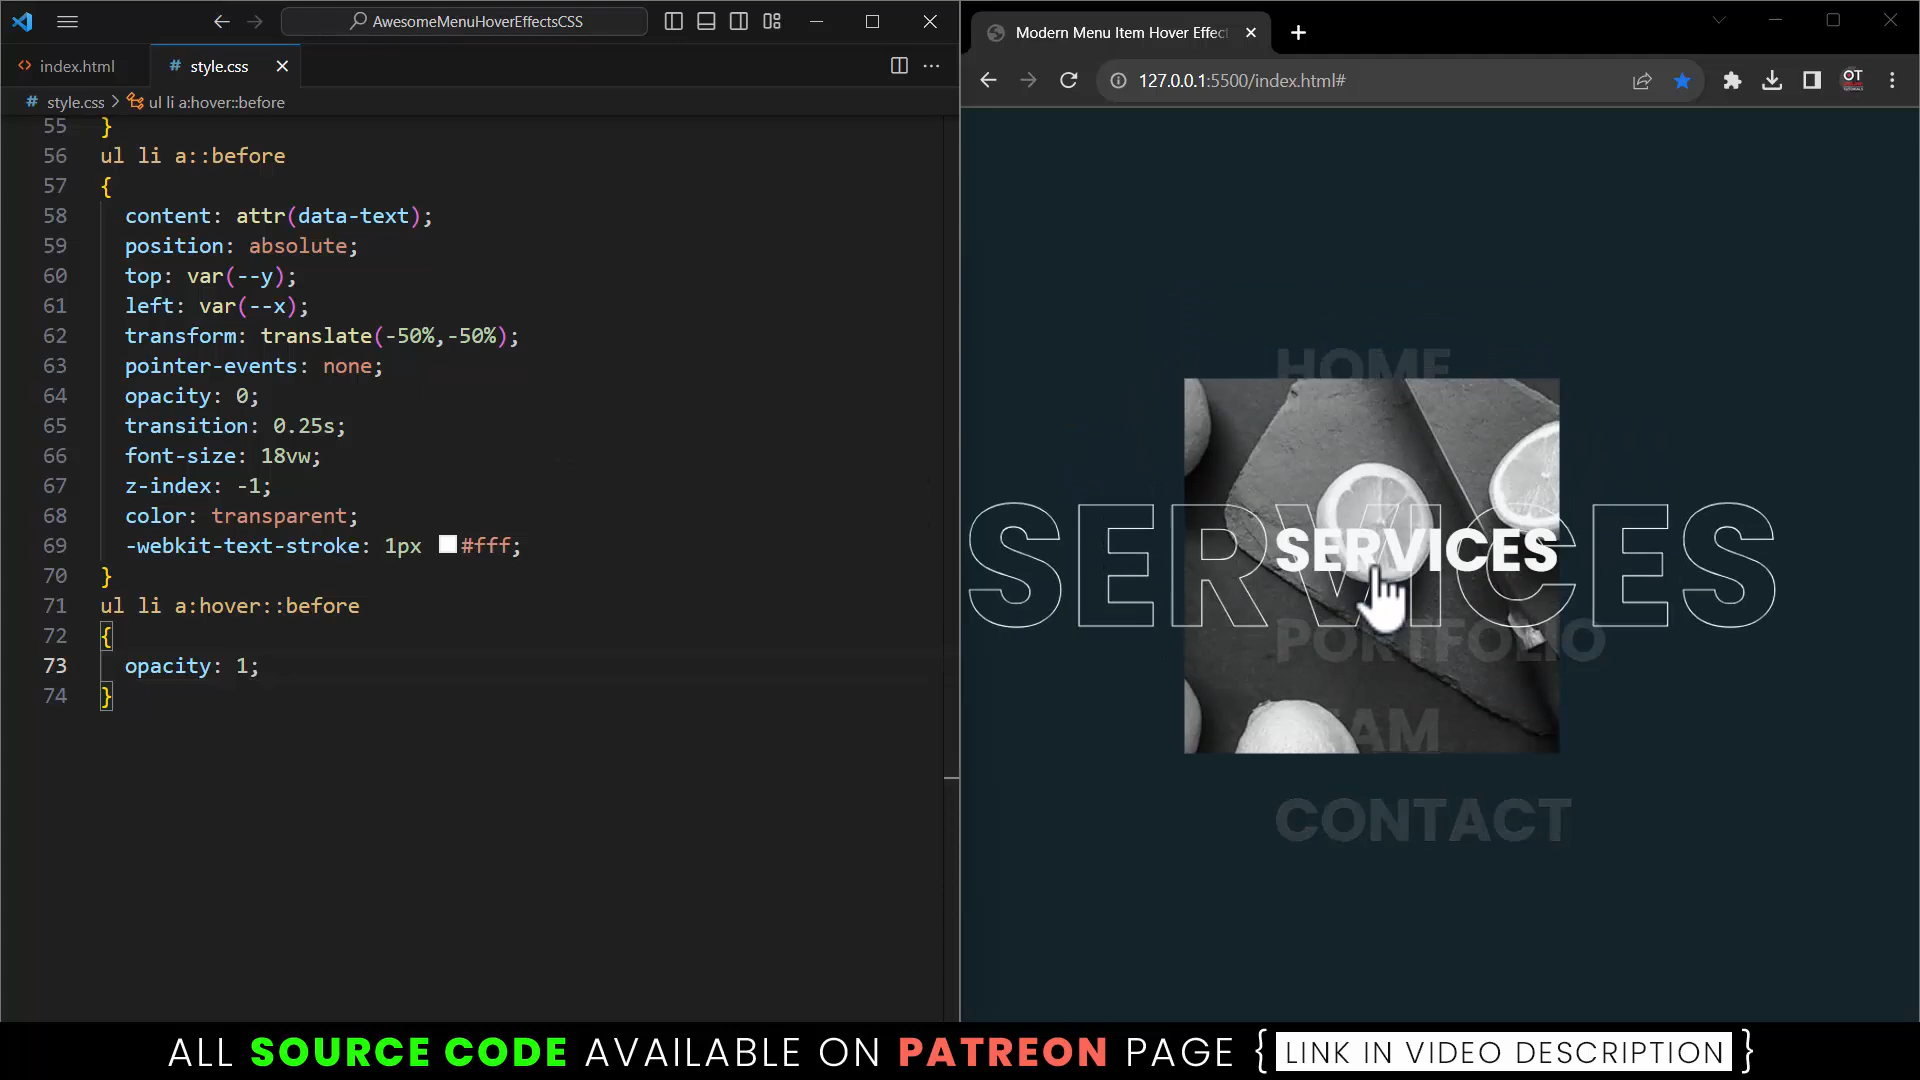 AwesomeMenuHoverEffectsCSS
index.html
# style.css
# style.css > ul li a:hover::before
55 }
56 ul li a::before
57 {
58 content: attr(data-text);
59 position: absolute;
60 top: var(--y);
61 left: var(--x);
62 transform: translate(-50%,-50%);
63 pointer-events: none;
64 opacity: 0;
65 transition: 0.25s;
66 font-size: 18vw;
67 z-index: -1;
68 color: transparent;
69 -webkit-text-stroke: 1px #fff;
70 }
71 ul li a:hover::before
72 {
73 opacity: 1;
74 }
Modern Menu Item Hover Effec
127.0.0.1:5500/index.html#
OT
HOME
SERVICES
SERVICES
PORTFOLIO
TEAM
CONTACT
ALL SOURCE CODE AVAILABLE ON PATREON PAGE { LINK IN VIDEO DESCRIPTION }